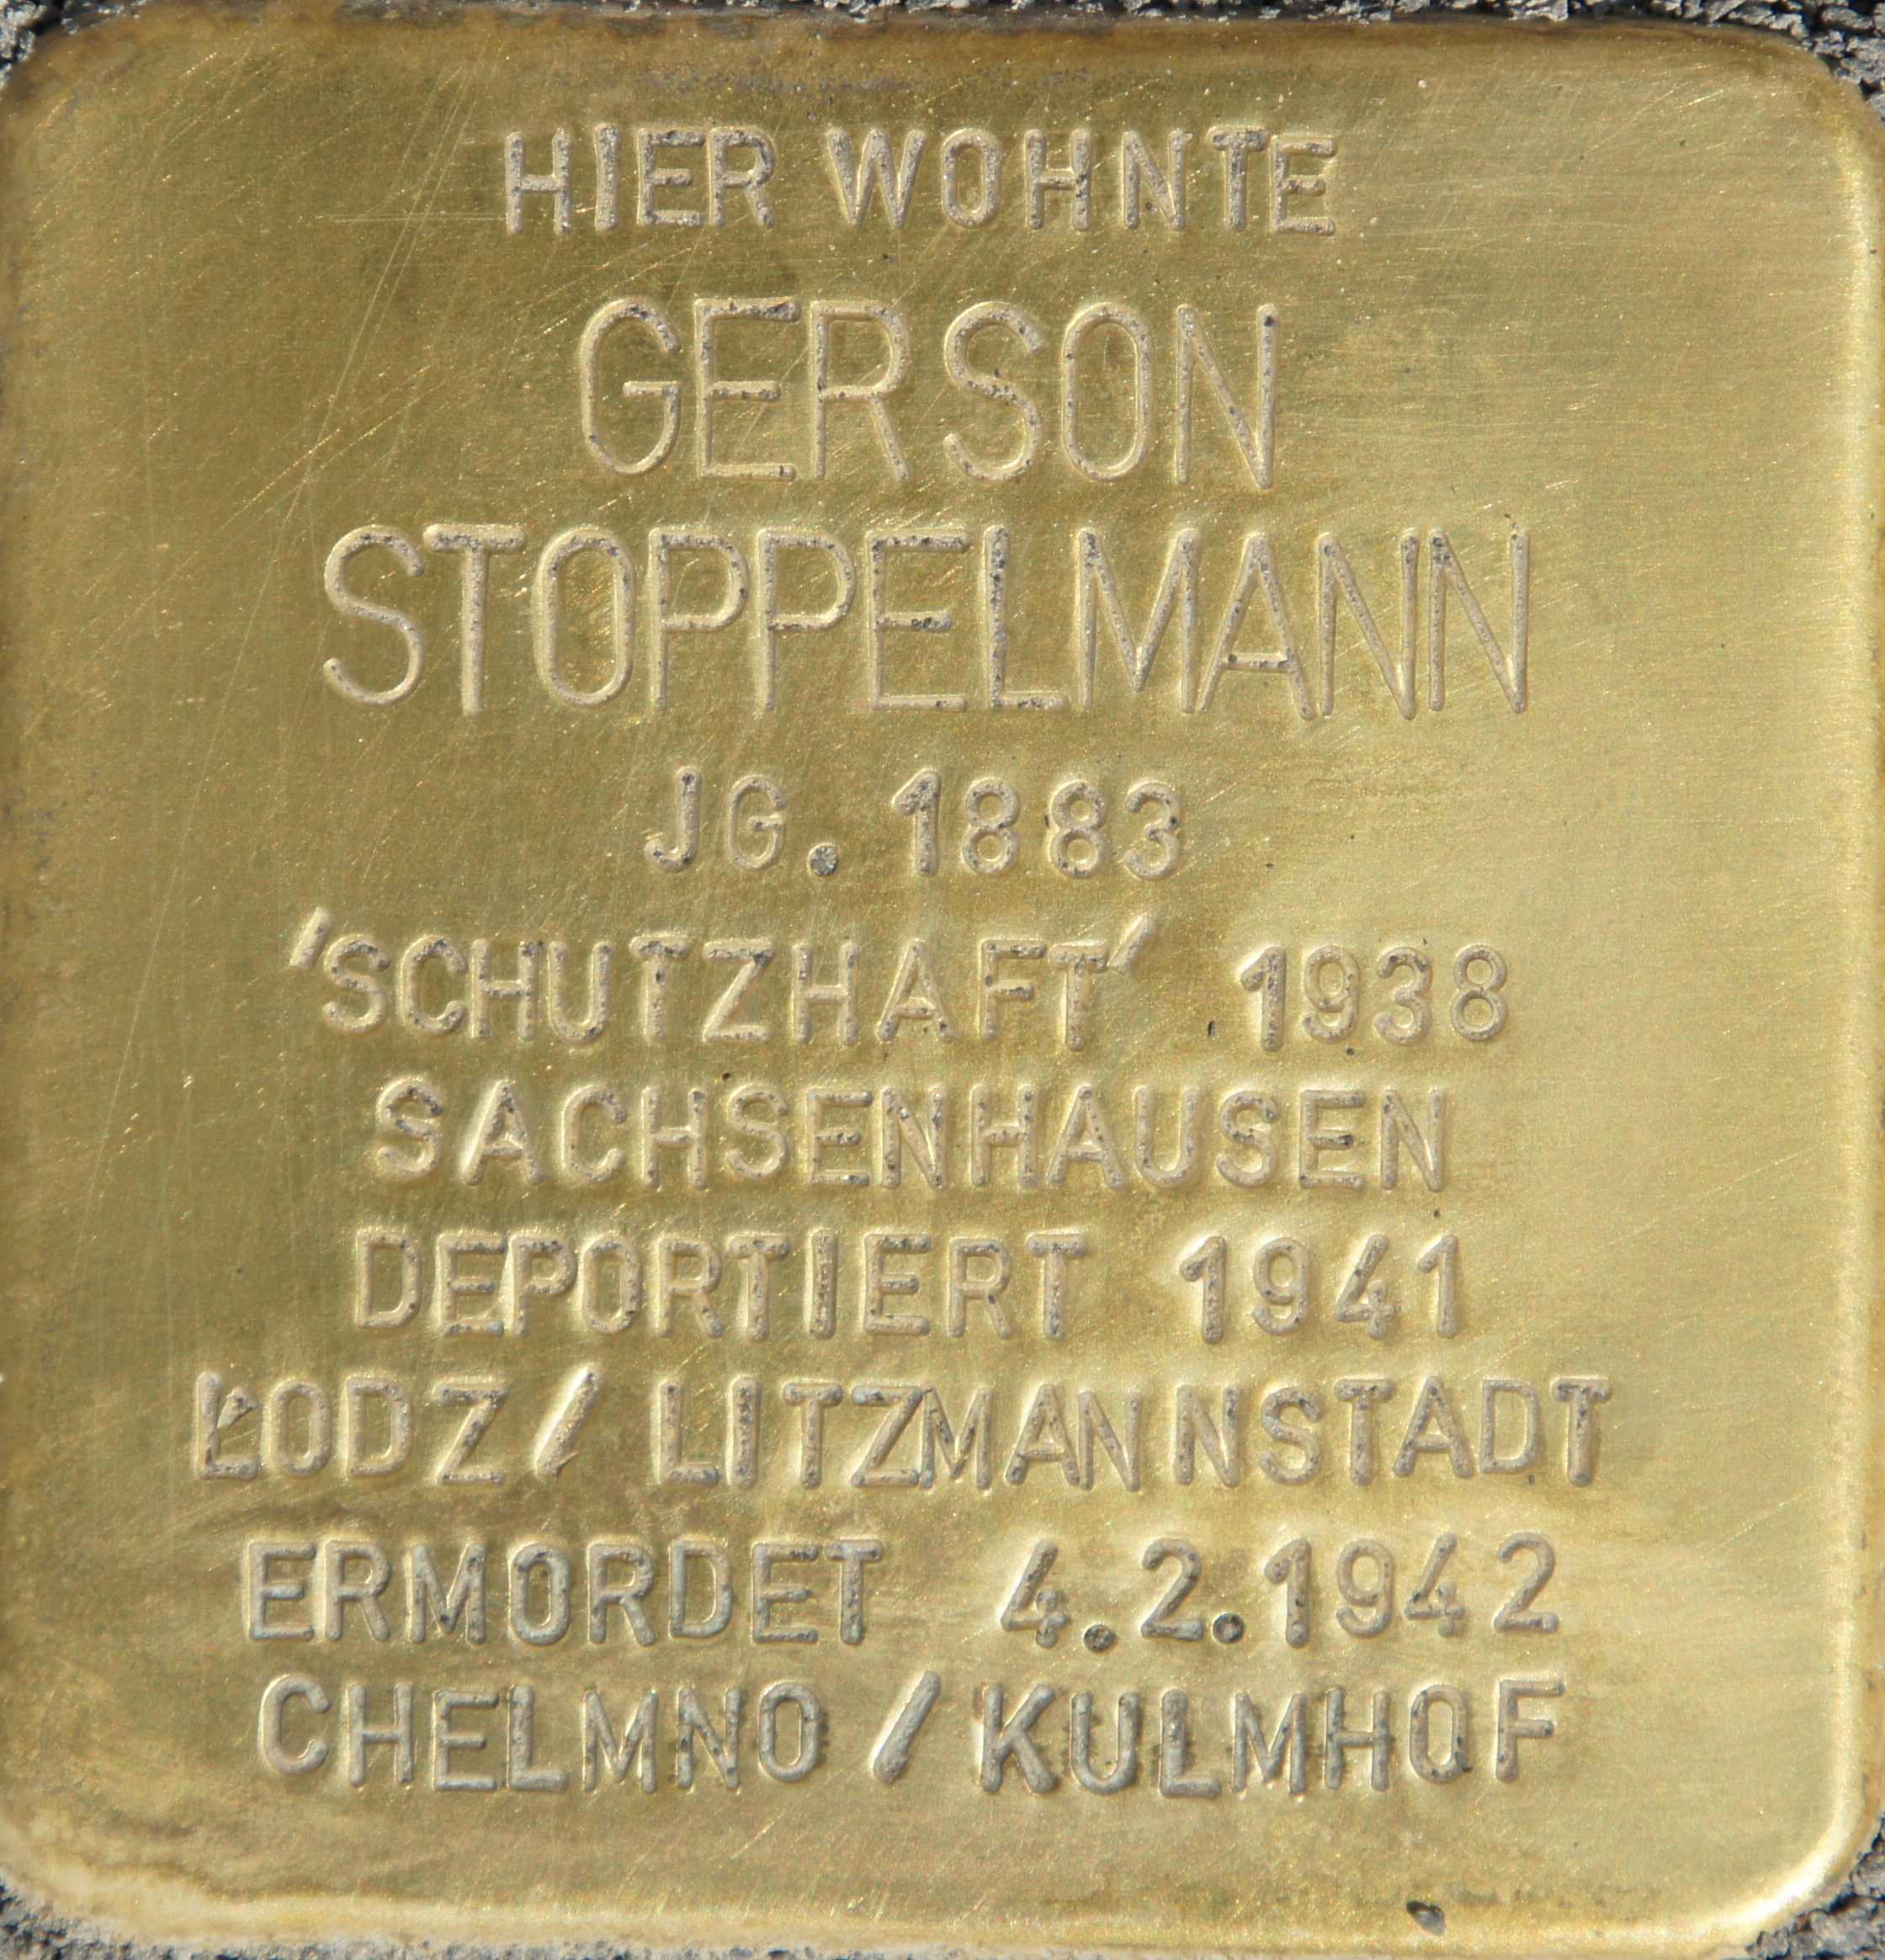 HIER WOHNTE
GERSON
STOPPELMANN
JG. 1883
'SCHUTZHAFT' 1938
SACHSENHAUSEN
DEPORTIERT 1941
ŁODZ / LITZMANNSTADT
ERMORDET 4.2.1942
CHELMNO / KULMHOF